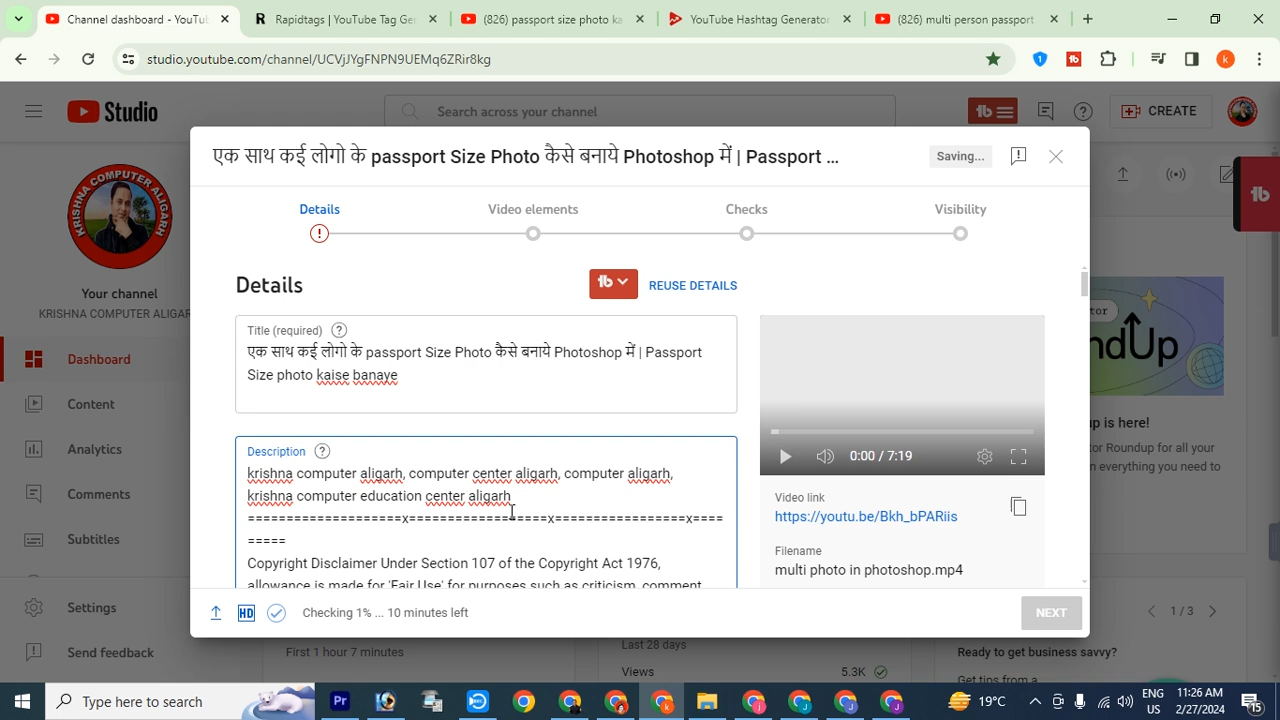 Channel dashboard - YouTube
Rapidtags | YouTube Tag Ge
(826) passport size photo ka
YouTube Hashtag Generator
(826) multi person passport
studio.youtube.com/channel/UCVjJYgFNPN9UEMq6ZRir8kg
Studio
Search across your channel
CREATE
एक साथ कई लोगो के passport Size Photo कैसे बनाये Photoshop में | Passport ...
Saving...
KRISHNA COMPUTER ALIGARH
Details
Video elements
Checks
Visibility
Details
REUSE DETAILS
Your channel
KRISHNA COMPUTER ALIGAR
Title (required)
एक साथ कई लोगो के passport Size Photo कैसे बनाये Photoshop में | Passport
Size photo kaise banaye
Dashboard
Content
Analytics
Comments
Subtitles
Settings
Send feedback
Description
krishna computer aligarh, computer center aligarh, computer aligarh,
krishna computer education center aligarh
====================x==================x=================x====
=====
Copyright Disclaimer Under Section 107 of the Copyright Act 1976,
allowance is made for 'Fair Use' for purposes such as criticism, comment
0:00 / 7:19
Video link
https://youtu.be/Bkh_bPARiis
Filename
multi photo in photoshop.mp4
tor
ndUp
up is here!
or Roundup for all your
n everything you need to
HD
Checking 1% ... 10 minutes left
NEXT
1 / 3
First 1 hour 7 minutes
Last 28 days
Views
5.3K
Ready to get business savvy?
Get tips from a
Type here to search
19°C
ENG
US
11:26 AM
2/27/2024
15